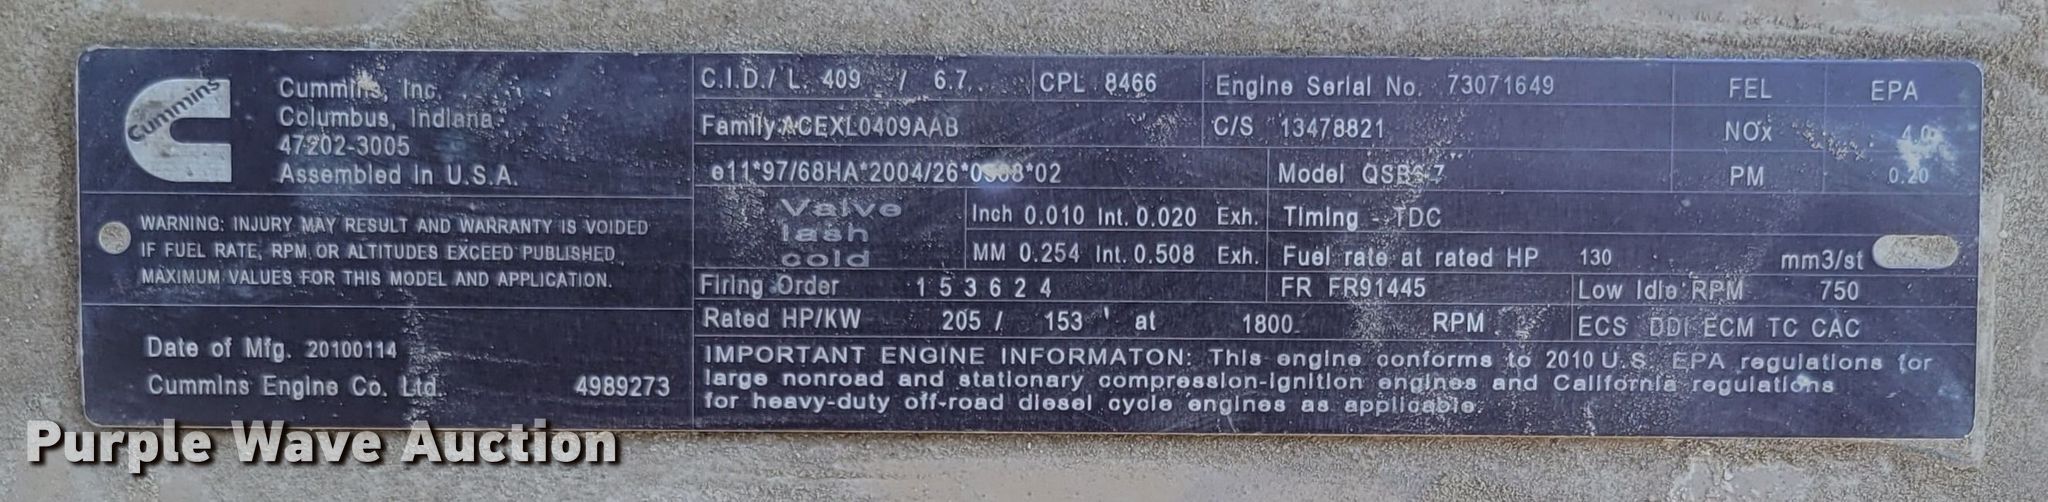 Cummins
Cummins, Inc.
Columbus, Indiana
47202-3005
Assembled in U.S.A.
WARNING: INJURY MAY RESULT AND WARRANTY IS VOIDED
IF FUEL RATE, RPM OR ALTITUDES EXCEED PUBLISHED
MAXIMUM VALUES FOR THIS MODEL AND APPLICATION.
Date of Mfg. 20100114
Cummins Engine Co. Ltd. 4989273
C.I.D./ L. 409 / 6.7 CPL 8466 Engine Serial No. 73071649 FEL EPA
Family ACEXL0409AAB C/S 13478821 NOx 4.0
Model PM 0.20
Valve
lash
cold
Inch 0.010 Int. 0.020 Exh. Timing - TDC
MM 0.254 Int. 0.508 Exh. Fuel rate at rated HP 130 mm3/st
Firing Order 1 5 3 6 2 4 FR FR91445 Low Idle RPM 750
Rated HP/KW 205 / 153 at 1800 RPM ECS DDI ECM TC CAC
IMPORTANT ENGINE INFORMATON: This engine conforms to 2010 U.S. EPA regulations for
large nonroad and stationary compression-ignition engines and California regulations
for heavy-duty off-road diesel cycle engines as applicable.
Purple Wave Auction